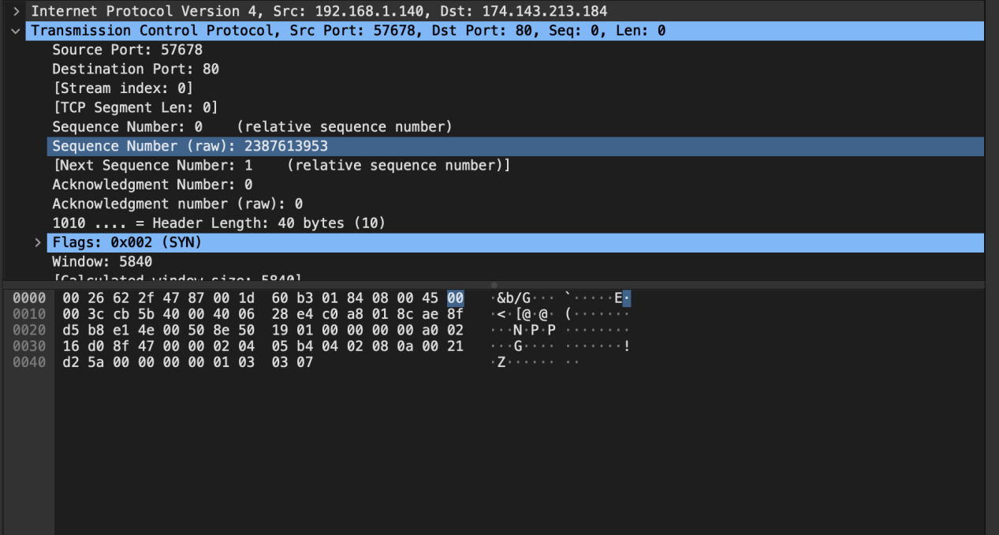 Internet Protocol Version 4, Src: 192.168.1.140, Dst: 174.143.213.184
Transmission Control Protocol, Src Port: 57678, Dst Port: 80, Seq: 0, Len: 0
Source Port: 57678
Destination Port: 80
[Stream index: 0]
[TCP Segment Len: 0]
Sequence Number: 0    (relative sequence number)
Sequence Number (raw): 2387613953
[Next Sequence Number: 1    (relative sequence number)]
Acknowledgment Number: 0
Acknowledgment number (raw): 0
1010 .... = Header Length: 40 bytes (10)
Flags: 0x002 (SYN)
Window: 5840
[Calculated window size: 5840]
0000  00 26 62 2f 47 87 00 1d  60 b3 01 84 08 00 45 00  ·&b/G··· `·····E·
0010  00 3c cb 5b 40 00 40 06  28 e4 c0 a8 01 8c ae 8f  ·<·[@·@· (·······
0020  d5 b8 e1 4e 00 50 8e 50  19 01 00 00 00 00 a0 02  ···N·P·P ········
0030  16 d0 8f 47 00 00 02 04  05 b4 04 02 08 0a 00 21  ···G···· ·······!
0040  d2 5a 00 00 00 00 01 03  03 07  ·Z······ ··